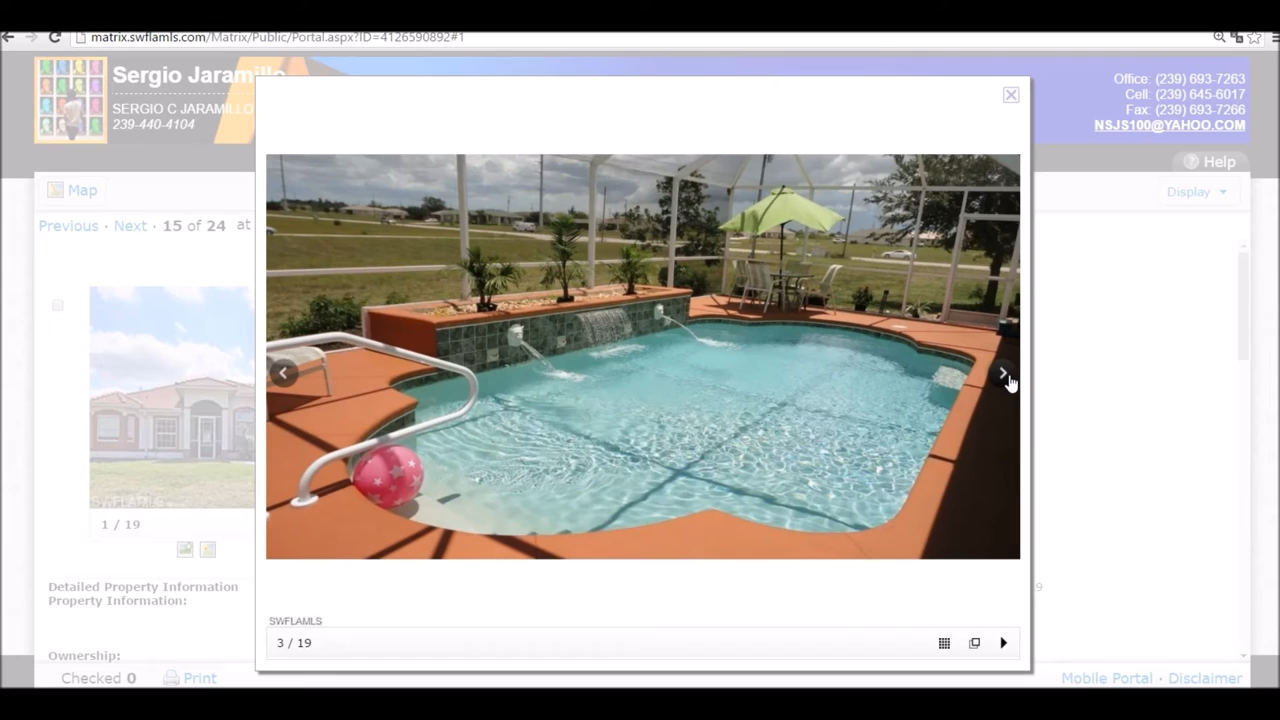 matrix.swflamls.com/Matrix/Public/Portal.aspx?ID=4126590892#1
Sergio Jaramillo
SERGIO C JARAMILLO
239-440-4104
Office: (239) 693-7263
Cell: (239) 645-6017
Fax: (239) 693-7266
NSJS100@YAHOO.COM
? Help
Map
Display
Previous · Next · 15 of 24 at
SWFLAMLS
1 / 19
Detailed Property Information
Property Information:
9
Ownership:
SWFLAMLS
3 / 19
Checked 0 Print
Mobile Portal · Disclaimer